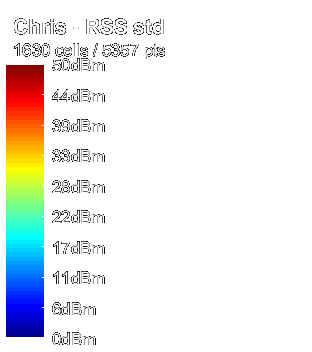 Chris - RSS std
1630 cells / 5357 pts
50dBm
44dBm
39dBm
33dBm
28dBm
22dBm
17dBm
11dBm
6dBm
0dBm